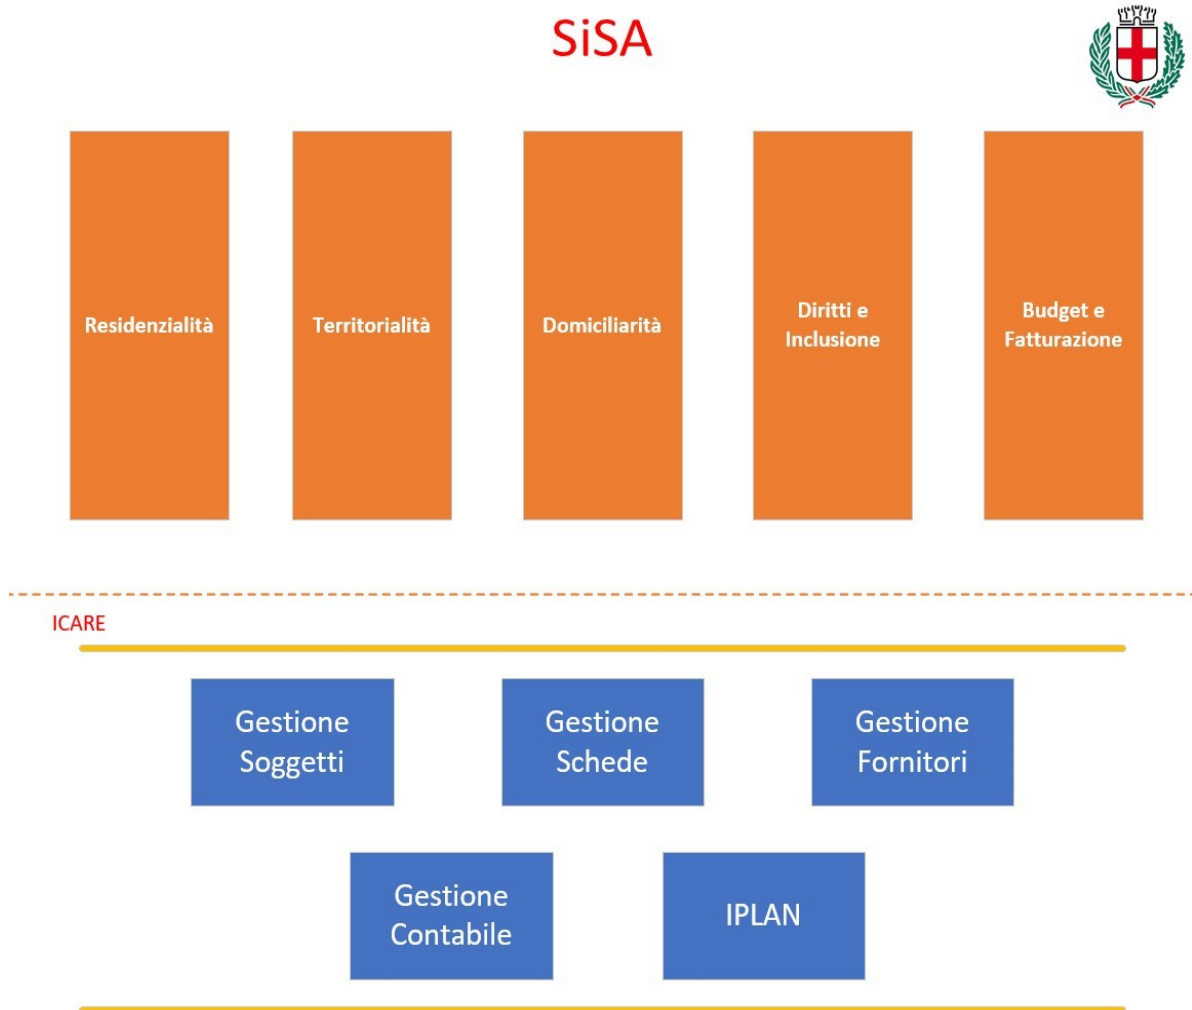 SiSA
Residenzialità
Territorialità
Domiciliarità
Diritti e
Inclusione
Budget e
Fatturazione
ICARE
Gestione
Soggetti
Gestione
Schede
Gestione
Fornitori
Gestione
Contabile
IPLAN